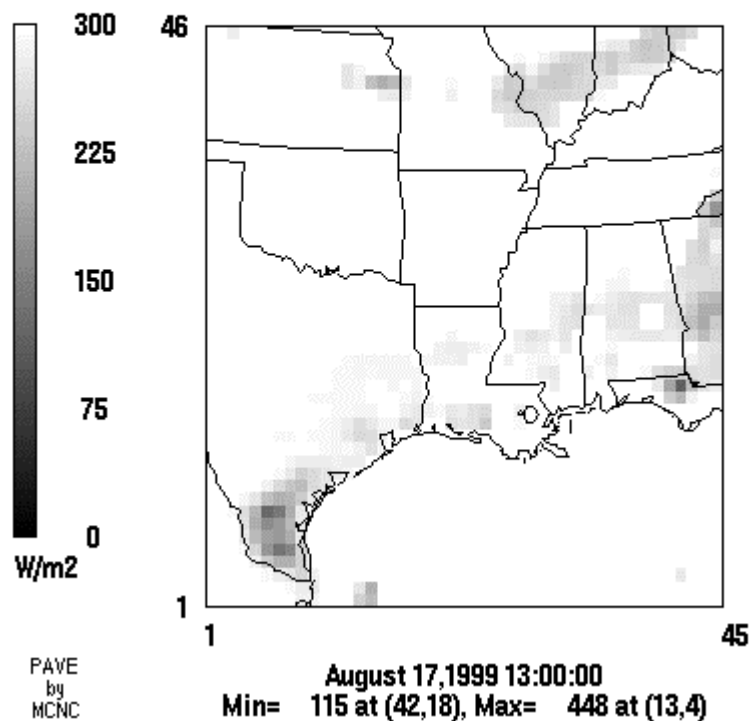 300
225
150
75
0
W/m2
46
1
1
45
PAVE
by
MCNC
August 17,1999 13:00:00
Min= 115 at (42,18), Max= 448 at (13,4)